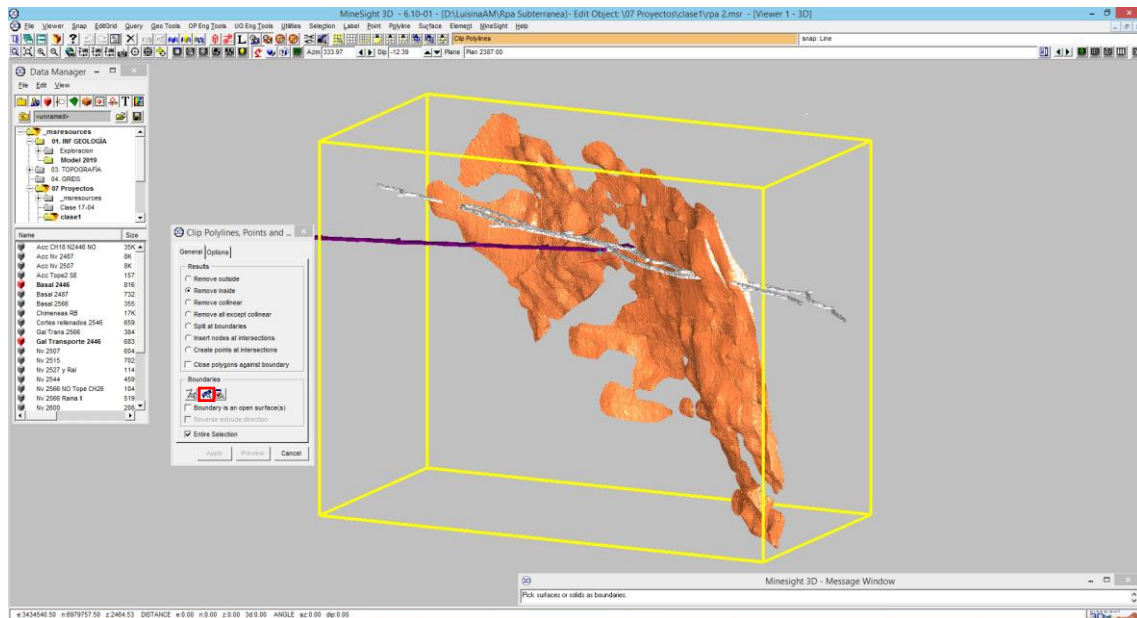 MineSight 3D - 6.10-01 - [D:\LuisinaAM\Rpa Subterranea]- Edit Object: \07 Proyectos\clase1\rpa 2.msr - [Viewer 1 - 3D]
File Viewer Snap EditGrid Query Geo Tools OP Eng Tools UG Eng Tools Utilities Selection Label Point Polyline Surface Element MineSight Help
Clip Polylines
snap: Line
Azm 333.97 Dip -12.39 Plane Plan 2387.00
Data Manager
File Edit View
<unnamed>
_msresources
01. INF GEOLOGÍA
Exploracion
Model 2019
03. TOPOGRAFÍA
04. GRIDS
07 Proyectos
_msresources
Clase 17-04
clase1
Name Size
Acc CH18 N2446 NO 35K
Acc Nv 2487 8K
Acc Nv 2507 8K
Acc Tope2 SE 157
Basal 2446 816
Basal 2487 732
Basal 2566 355
Chimeneas RB 17K
Cortes rellenados 2546 659
Gal Trans 2566 384
Gal Transporte 2446 683
Nv 2507 604
Nv 2515 702
Nv 2527 y Ral 114
Nv 2544 459
Nv 2566 NO Tope CH26 104
Nv 2566 Rama II 519
Nv 2600
Clip Polylines, Points and ...
General Options
Results
Remove outside
Remove inside
Remove collinear
Remove all except collinear
Split at boundaries
Insert nodes at intersections
Create points at intersections
Close polygons against boundary
Boundaries
Boundary is an open surface(s)
Reverse extrude direction
Entire Selection
Apply Preview Cancel
Minesight 3D - Message Window
Pick surfaces or solids as boundaries.
e:3434540.50 n:6979757.50 z:2464.53 DISTANCE e:0.00 n:0.00 z:0.00 3d:0.00 ANGLE az:0.00 dip:0.00